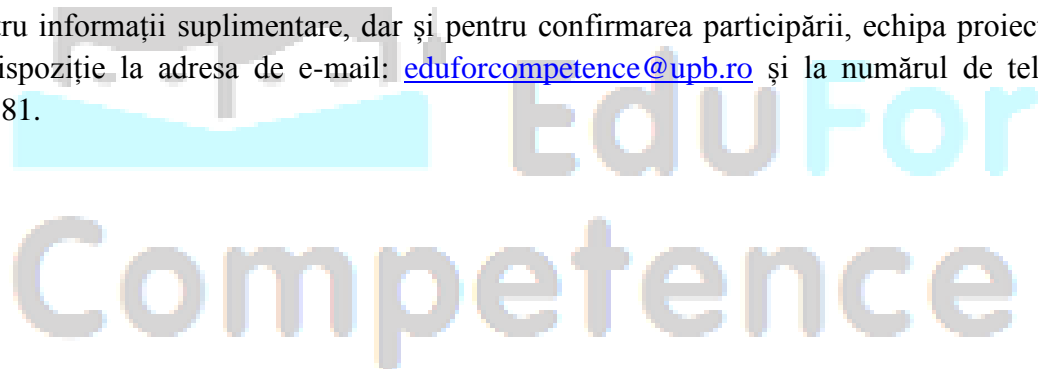 tru informații suplimentare, dar și pentru confirmarea participării, echipa proiect
ispoziție la adresa de e-mail: eduforcompetence@upb.ro și la numărul de tel
81.
EduFor
Competence